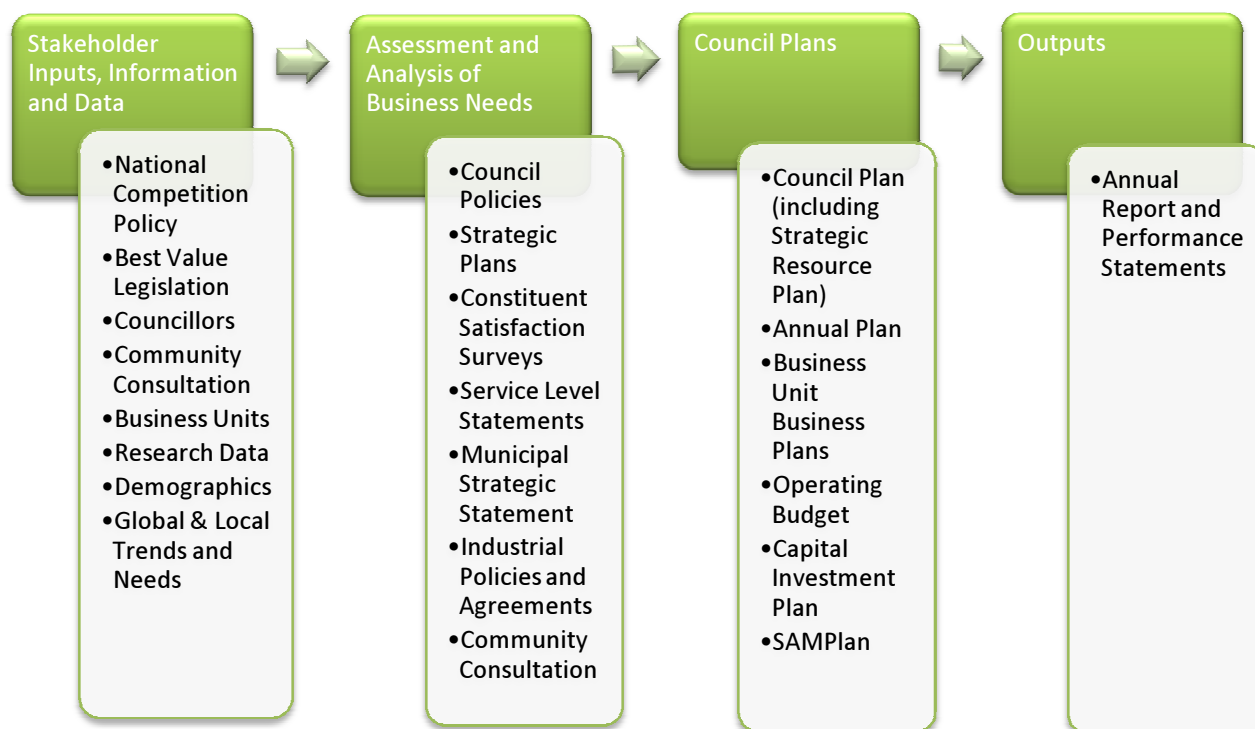 Stakeholder
Inputs, Information
and Data
•National
Competition
Policy
•Best Value
Legislation
•Councillors
•Community
Consultation
•Business Units
•Research Data
•Demographics
•Global & Local
Trends and
Needs
Assessment and
Analysis of
Business Needs
•Council
Policies
•Strategic
Plans
•Constituent
Satisfaction
Surveys
•Service Level
Statements
•Municipal
Strategic
Statement
•Industrial
Policies and
Agreements
•Community
Consultation
Council Plans
•Council Plan
(including
Strategic
Resource
Plan)
•Annual Plan
•Business
Unit
Business
Plans
•Operating
Budget
•Capital
Investment
Plan
•SAMPlan
Outputs
•Annual
Report and
Performance
Statements